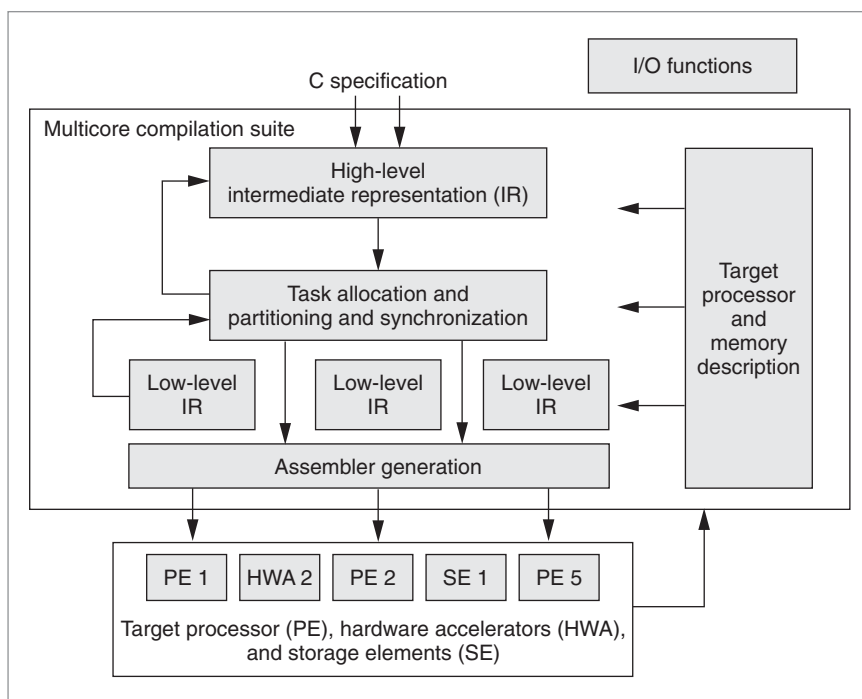 I/O functions
C specification
Multicore compilation suite
High-level
intermediate representation (IR)
Target
processor
and
memory
description
Task allocation and
partitioning and synchronization
Low-level
IR
Low-level
IR
Low-level
IR
Assembler generation
PE 1
HWA 2
PE 2
SE 1
PE 5
Target processor (PE), hardware accelerators (HWA),
and storage elements (SE)